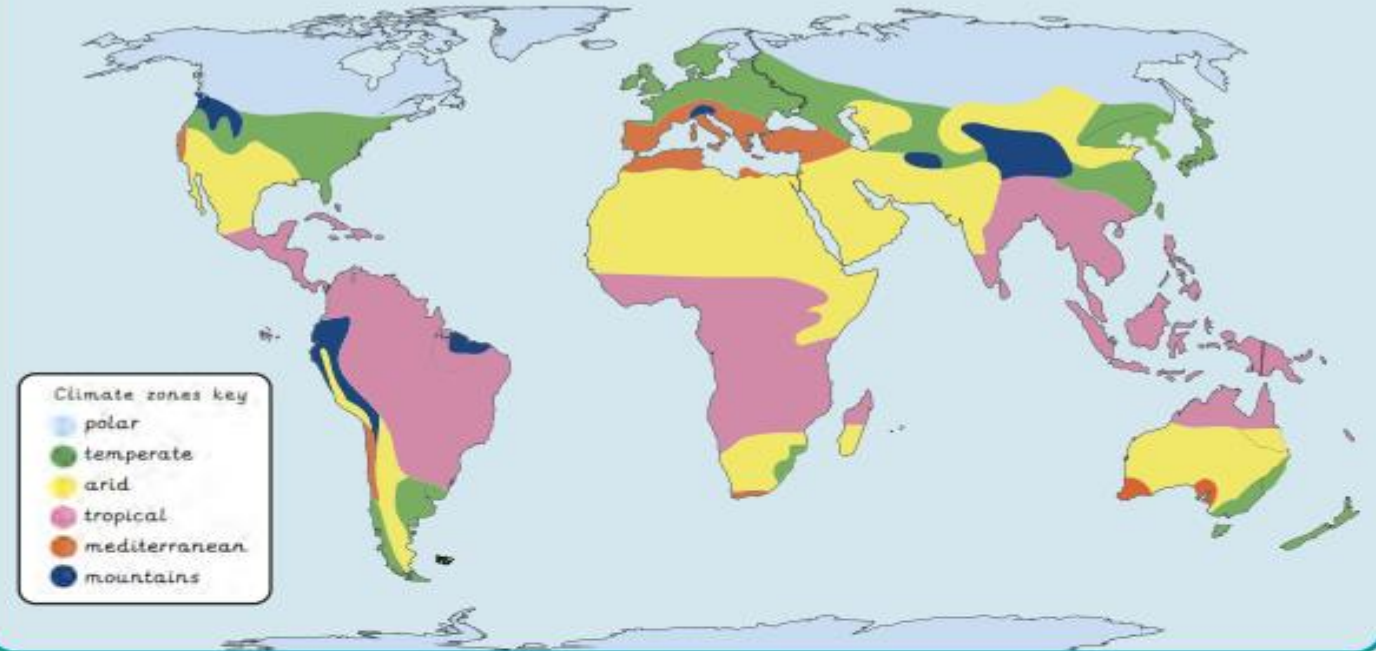 Climate zones key
polar
temperate
arid
tropical
mediterranean
mountains